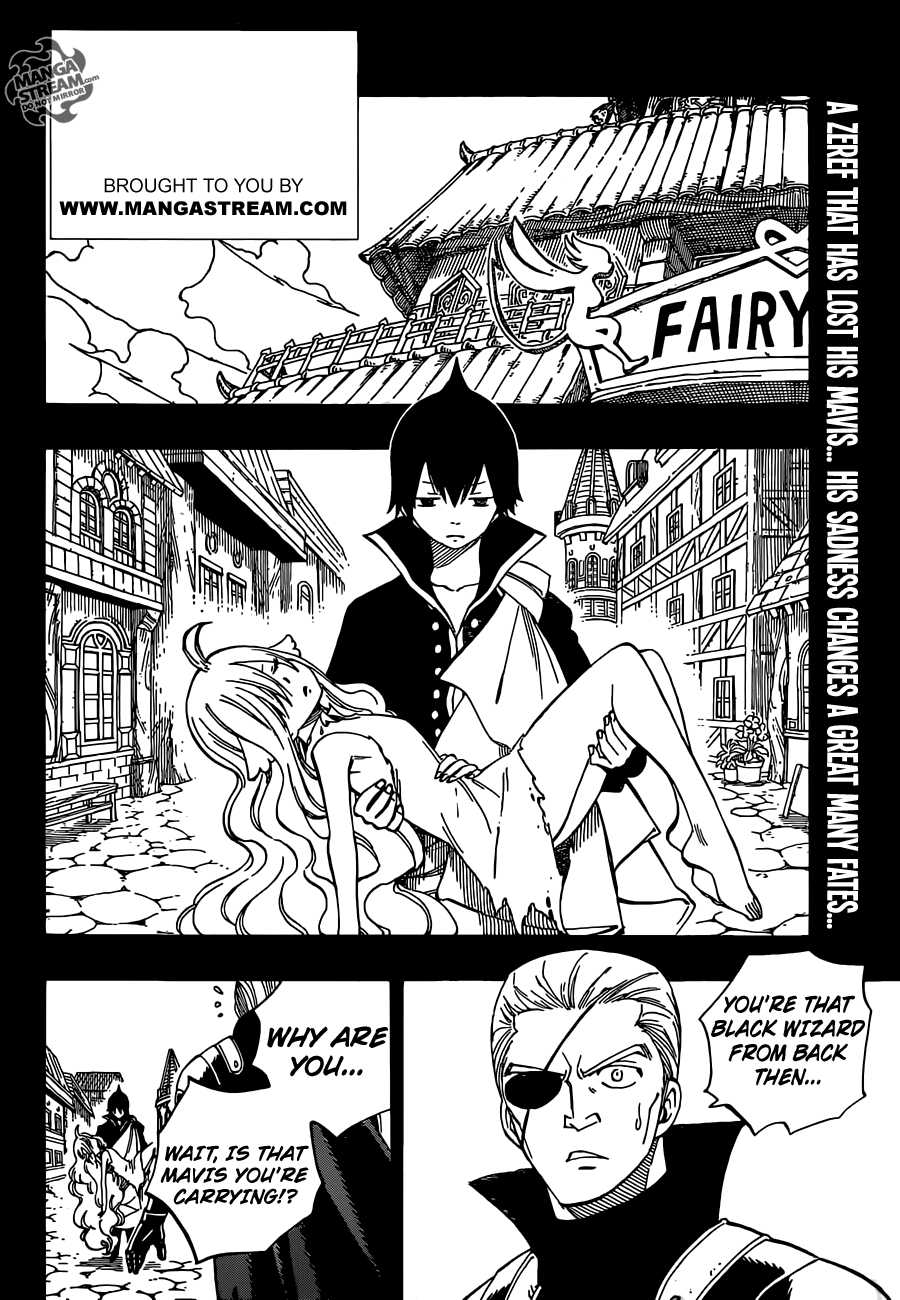 MANGA
STREAM.com
DO NOT MIRROR
BROUGHT TO YOU BY
WWW.MANGASTREAM.COM
FAIRY
A ZEREF THAT HAS LOST HIS MAVIS... HIS SADNESS CHANGES A GREAT MANY FATES...
YOU'RE THAT
BLACK WIZARD
FROM BACK
THEN...
WHY ARE
YOU...
WAIT, IS THAT
MAVIS YOU'RE
CARRYING!?